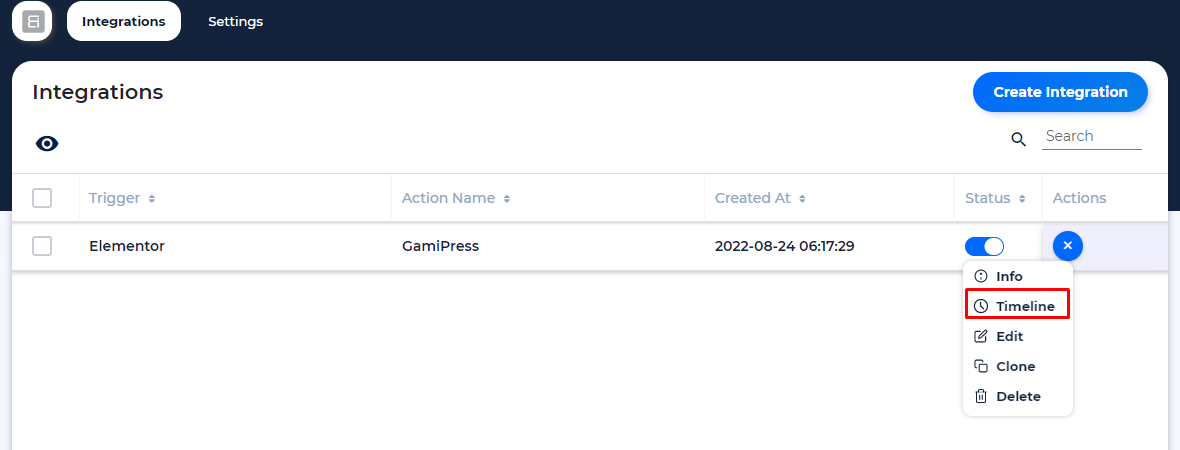 Integrations Settings
Integrations
Create Integration
Search
Trigger Action Name Created At Status Actions
Elementor GamiPress 2022-08-24 06:17:29
Info
Timeline
Edit
Clone
Delete